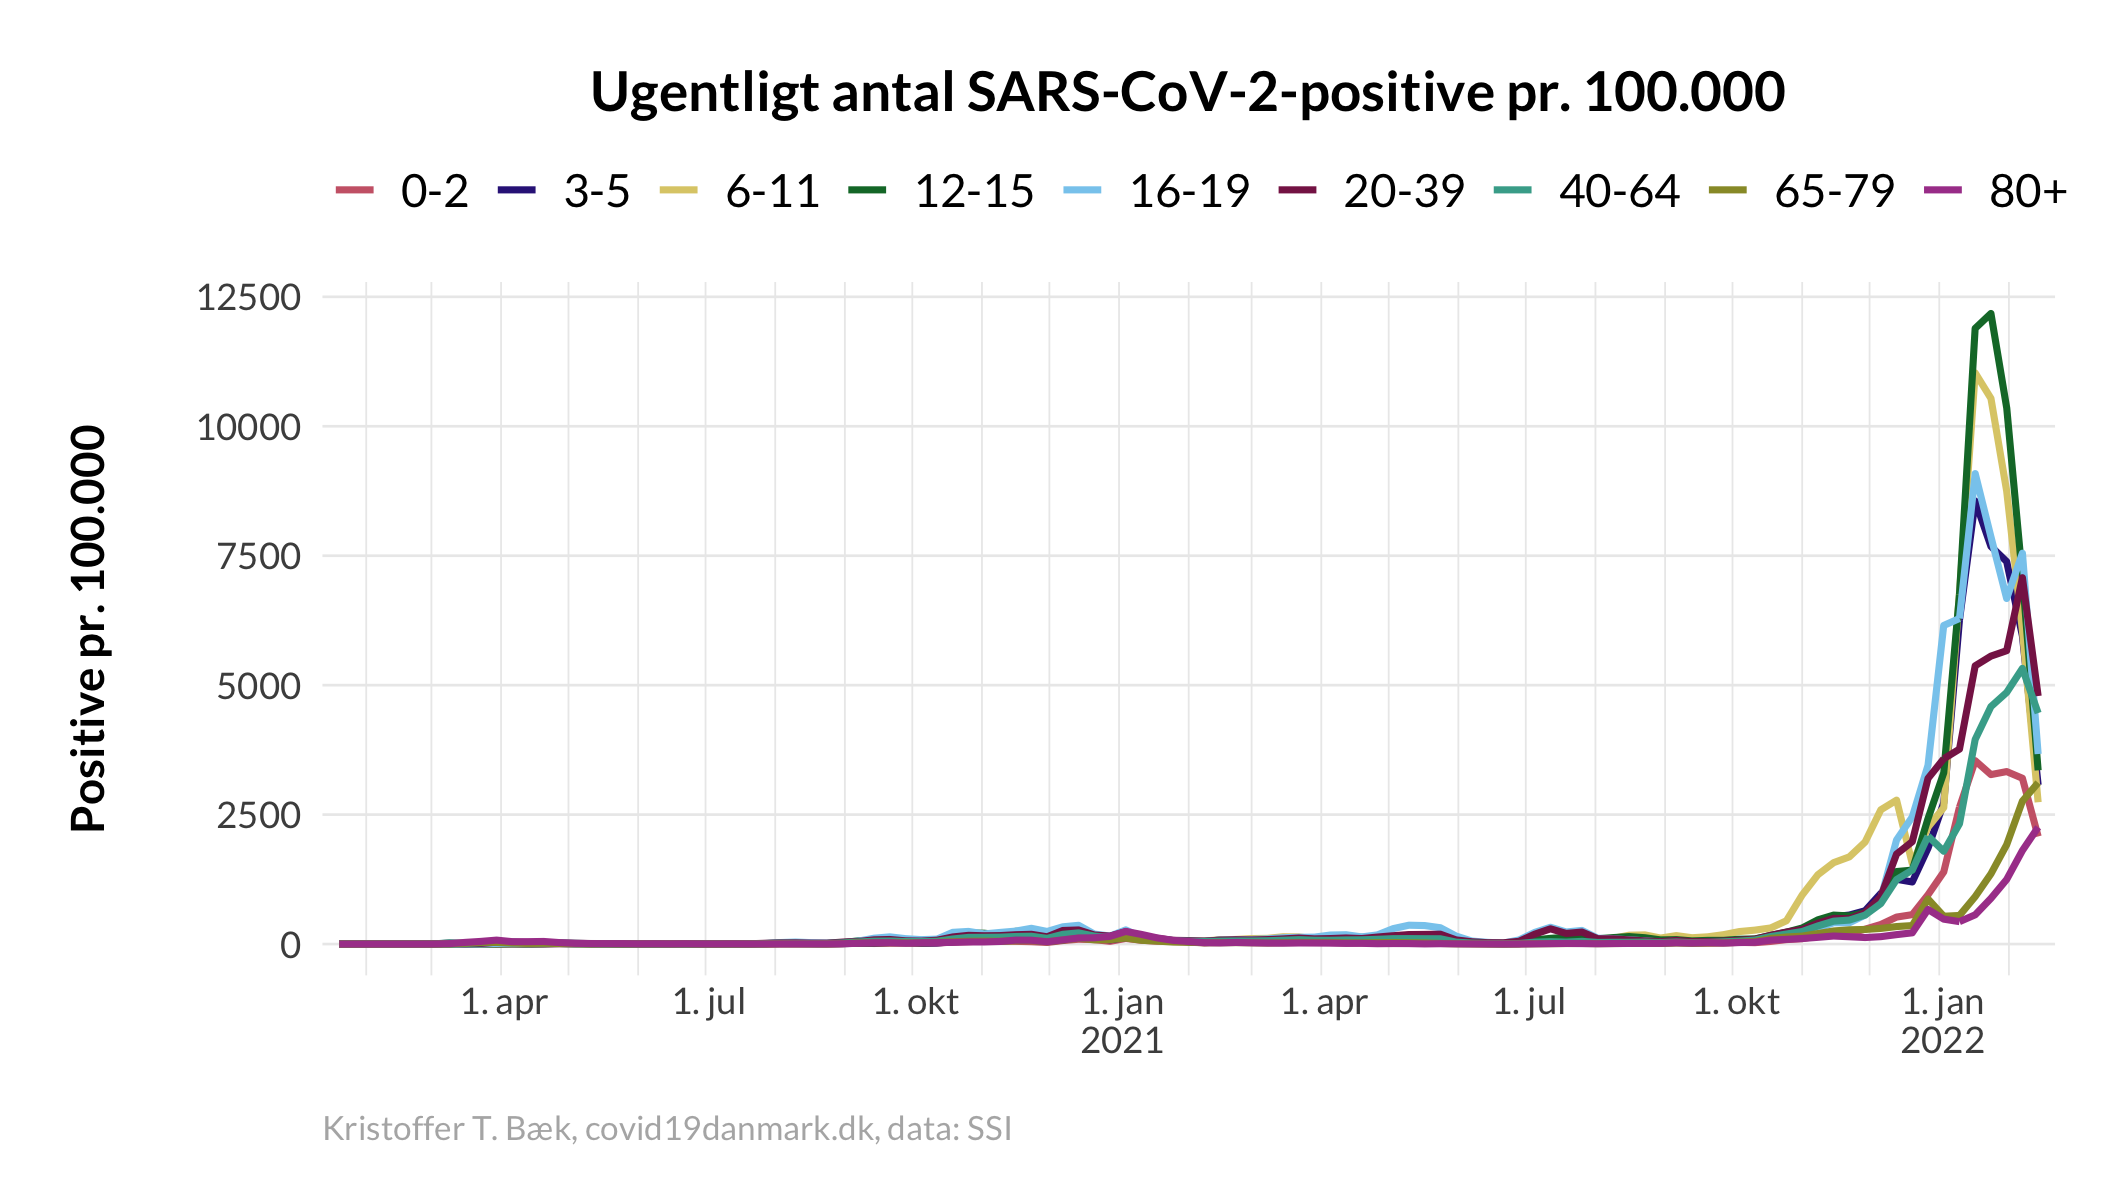 Ugentligt antal SARS-CoV-2-positive pr. 100.000
0-2 3-5 6-11 12-15 16-19 20-39 40-64 65-79 80+
Positive pr. 100.000
12500
10000
7500
5000
2500
0
1. apr 1. jul 1. okt 1. jan 1. apr 1. jul 1. okt 1. jan
2021 2022
Kristoffer T. Bæk, covid19danmark.dk, data: SSI